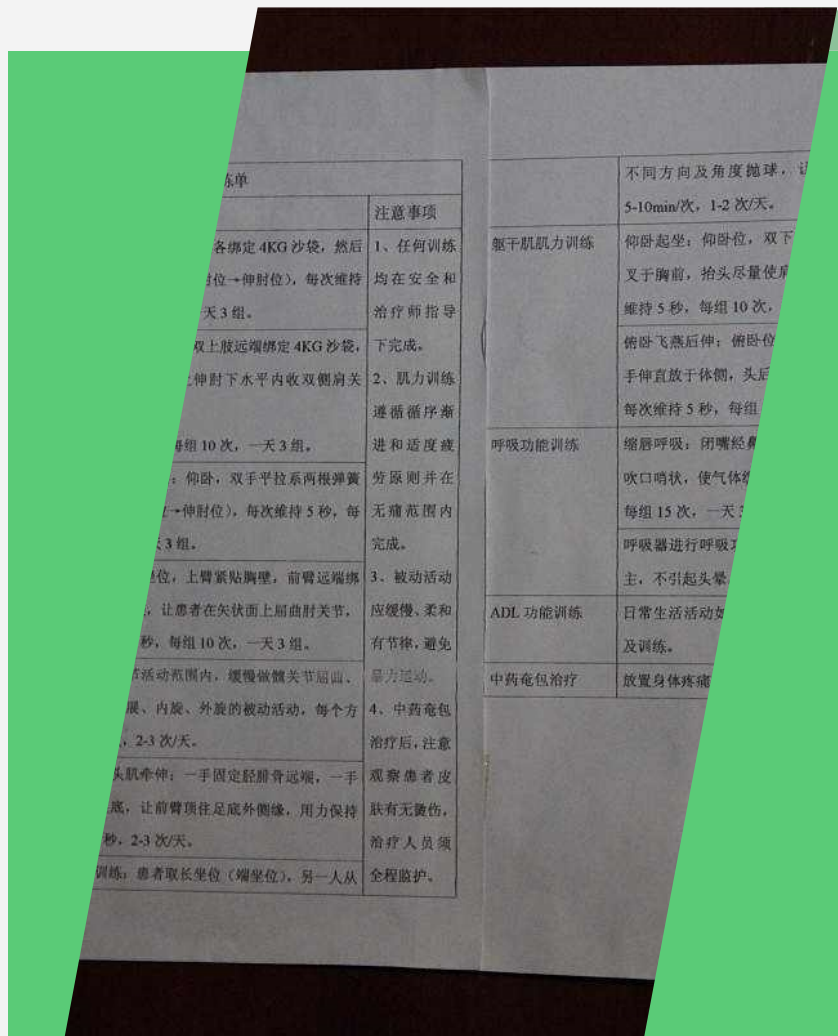 练单
注意事项
各绑定 4KG 沙袋，然后
肘位→伸肘位），每次维持
天 3 组。
双上肢远端绑定 4KG 沙袋，
伸肘下水平内收双侧肩关
每组 10 次，一天 3 组。
：仰卧，双手平拉系两根弹簧
→伸肘位），每次维持 5 秒，每
天 3 组。
坐位，上臂紧贴胸壁，前臂远端绑
，让患者在矢状面上屈曲肘关节，
秒，每组 10 次，一天 3 组。
节活动范围内，缓慢做髋关节屈曲、
展、内旋、外旋的被动活动，每个方
，2-3 次/天。
头肌牵伸：一手固定胫腓骨远端，一手
底，让前臂顶住足底外侧缘，用力保持
秒，2-3 次/天。
训练：患者取长坐位（端坐位），另一人从
1、任何训练
均在安全和
治疗师指导
下完成。
2、肌力训练
遵循循序渐
进和适度疲
劳原则并在
无痛范围内
完成。
3、被动活动
应缓慢、柔和
有节律，避免
暴力运动。
4、中药奄包
治疗后，注意
观察患者皮
肤有无烫伤，
治疗人员须
全程监护。
不同方向及角度抛球，让
5-10min/次，1-2 次/天。
躯干肌肌力训练
仰卧起坐：仰卧位，双下
叉于胸前，抬头尽量使肩
维持 5 秒，每组 10 次，
俯卧飞燕后伸：俯卧位
手伸直放于体侧，头后
每次维持 5 秒，每组
呼吸功能训练
缩唇呼吸：闭嘴经鼻
吹口哨状，使气体缓
每组 15 次，一天 3
呼吸器进行呼吸功
主，不引起头晕
ADL 功能训练
日常生活活动如
及训练。
中药奄包治疗
放置身体疼痛